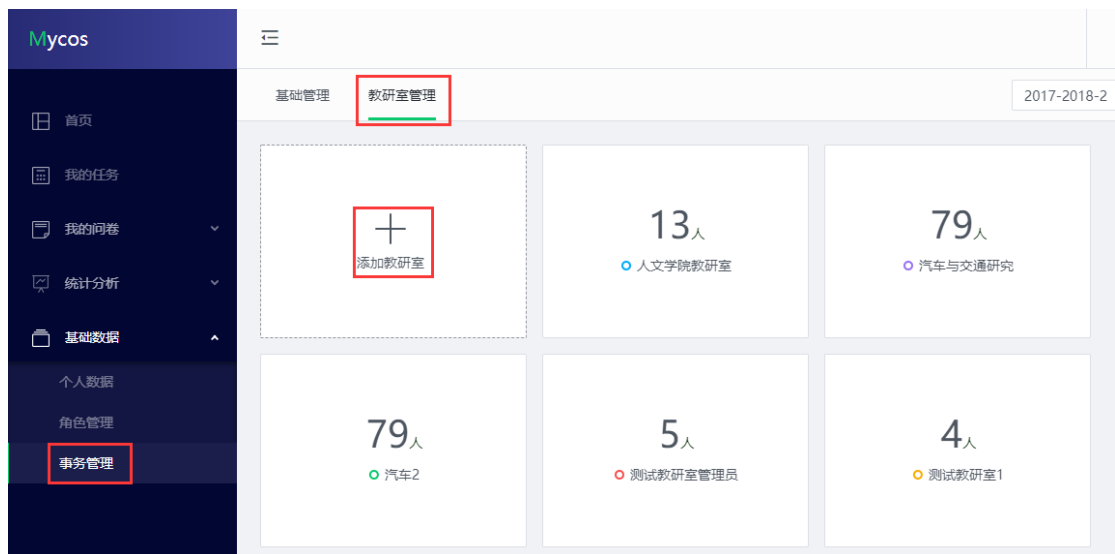 Mycos
首页
我的任务
我的问卷
统计分析
基础数据
个人数据
角色管理
事务管理
基础管理 教研室管理 2017-2018-2
添加教研室
13人
人文学院教研室
79人
汽车与交通研究
79人
汽车2
5人
测试教研室管理员
4人
测试教研室1